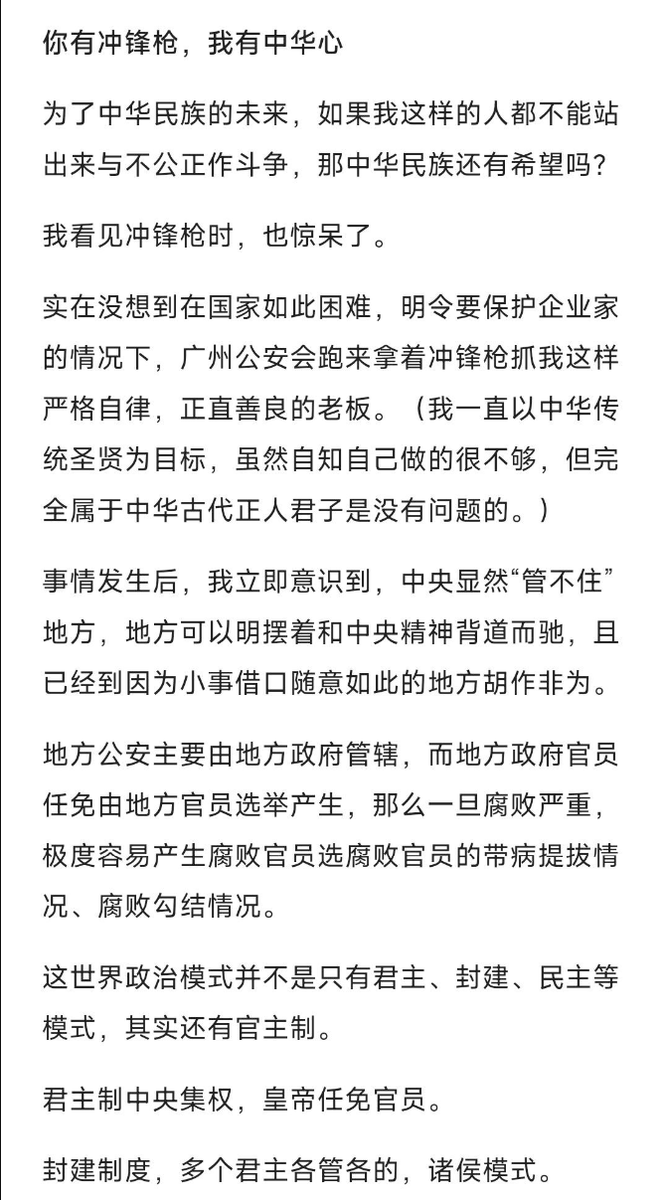 你有冲锋枪，我有中华心
为了中华民族的未来，如果我这样的人都不能站
出来与不公正作斗争，那中华民族还有希望吗？
我看见冲锋枪时，也惊呆了。
实在没想到在国家如此困难，明令要保护企业家
的情况下，广州公安会跑来拿着冲锋枪抓我这样
严格自律，正直善良的老板。（我一直以中华传
统圣贤为目标，虽然自知自己做的很不够，但完
全属于中华古代正人君子是没有问题的。）
事情发生后，我立即意识到，中央显然“管不住”
地方，地方可以明摆着和中央精神背道而驰，且
已经到因为小事借口随意如此的地方胡作非为。
地方公安主要由地方政府管辖，而地方政府官员
任免由地方官员选举产生，那么一旦腐败严重，
极度容易产生腐败官员选腐败官员的带病提拔情
况、腐败勾结情况。
这世界政治模式并不是只有君主、封建、民主等
模式，其实还有官主制。
君主制中央集权，皇帝任免官员。
封建制度，多个君主各管各的，诸侯模式。